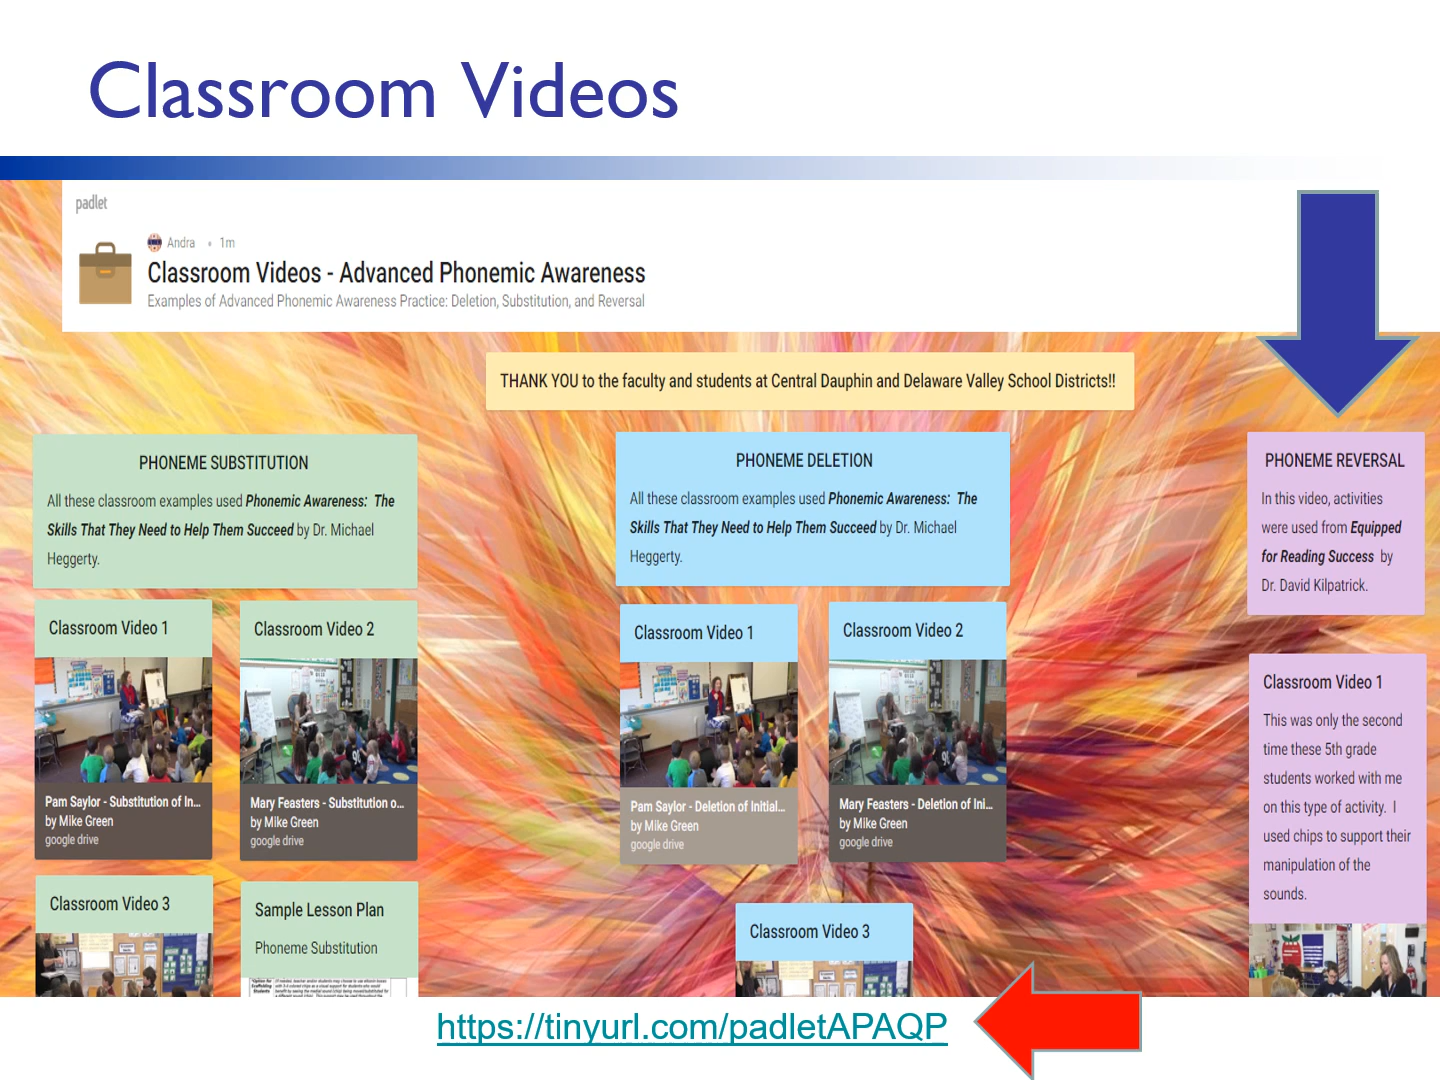 Classroom Videos
padlet
Andra • 1m
Classroom Videos - Advanced Phonemic Awareness
Examples of Advanced Phonemic Awareness Practice: Deletion, Substitution, and Reversal
THANK YOU to the faculty and students at Central Dauphin and Delaware Valley School Districts!!
PHONEME SUBSTITUTION
All these classroom examples used Phonemic Awareness: The
Skills That They Need to Help Them Succeed by Dr. Michael
Heggerty.
Classroom Video 1
Pam Saylor - Substitution of In...
by Mike Green
google drive
Classroom Video 2
Mary Feasters - Substitution o...
by Mike Green
google drive
Classroom Video 3
Sample Lesson Plan
Phoneme Substitution
PHONEME DELETION
All these classroom examples used Phonemic Awareness: The
Skills That They Need to Help Them Succeed by Dr. Michael
Heggerty.
Classroom Video 1
Pam Saylor - Deletion of Initial...
by Mike Green
google drive
Classroom Video 2
Mary Feasters - Deletion of Ini...
by Mike Green
google drive
Classroom Video 3
PHONEME REVERSAL
In this video, activities
were used from Equipped
for Reading Success by
Dr. David Kilpatrick.
Classroom Video 1
This was only the second
time these 5th grade
students worked with me
on this type of activity. I
used chips to support their
manipulation of the
sounds.
https://tinyurl.com/padletAPAQP